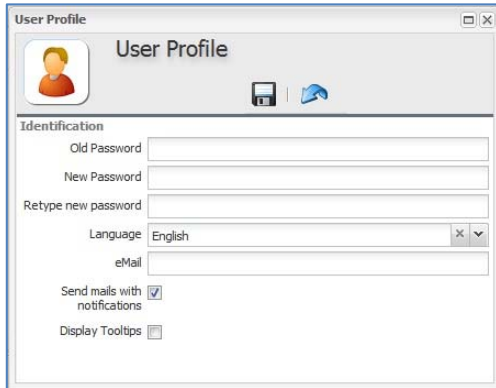 User Profile
User Profile
Identification
Old Password
New Password
Retype new password
Language English
eMail
Send mails with
notifications
Display Tooltips